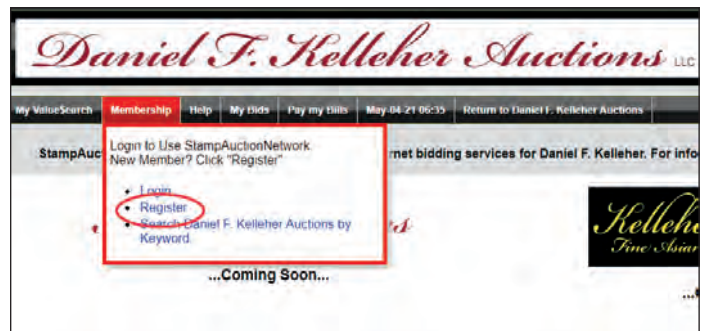 Daniel F. Kelleher Auctions LLC
My ValueSearch Membership Help My Bids Pay my Bills May-04-21 06:35 Return to Daniel F. Kelleher Auctions
Login to Use StampAuctionNetwork
New Member? Click "Register"
StampAuc
rnet bidding services for Daniel F. Kelleher. For info
Login
Register
Search Daniel F. Kelleher Auctions by
Keyword
Kellehe
Fine Asian
...Coming Soon...